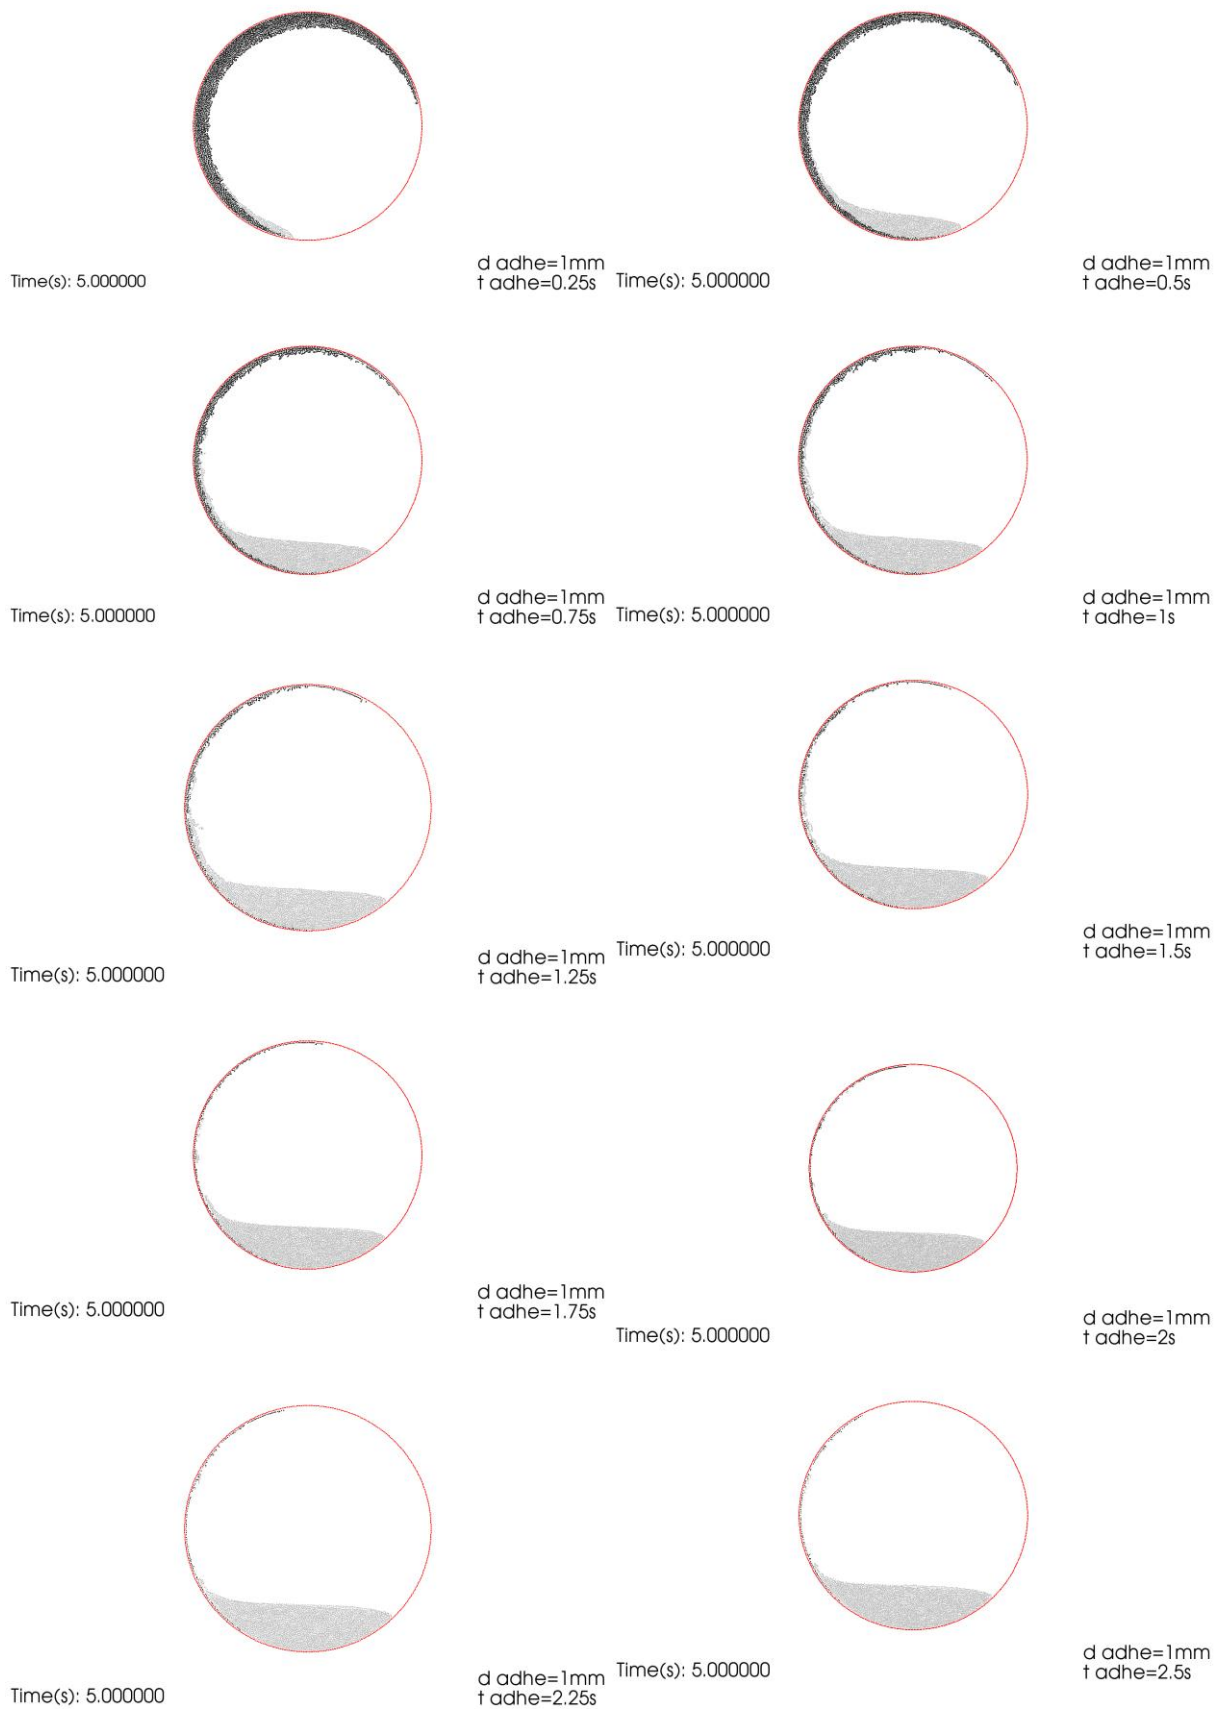 Time(s): 5.000000
d adhe=1mm
t adhe=0.25s
Time(s): 5.000000
d adhe=1mm
t adhe=0.5s
Time(s): 5.000000
d adhe=1mm
t adhe=0.75s
Time(s): 5.000000
d adhe=1mm
t adhe=1s
Time(s): 5.000000
d adhe=1mm
t adhe=1.25s
Time(s): 5.000000
d adhe=1mm
t adhe=1.5s
Time(s): 5.000000
d adhe=1mm
t adhe=1.75s
Time(s): 5.000000
d adhe=1mm
t adhe=2s
Time(s): 5.000000
d adhe=1mm
t adhe=2.25s
Time(s): 5.000000
d adhe=1mm
t adhe=2.5s